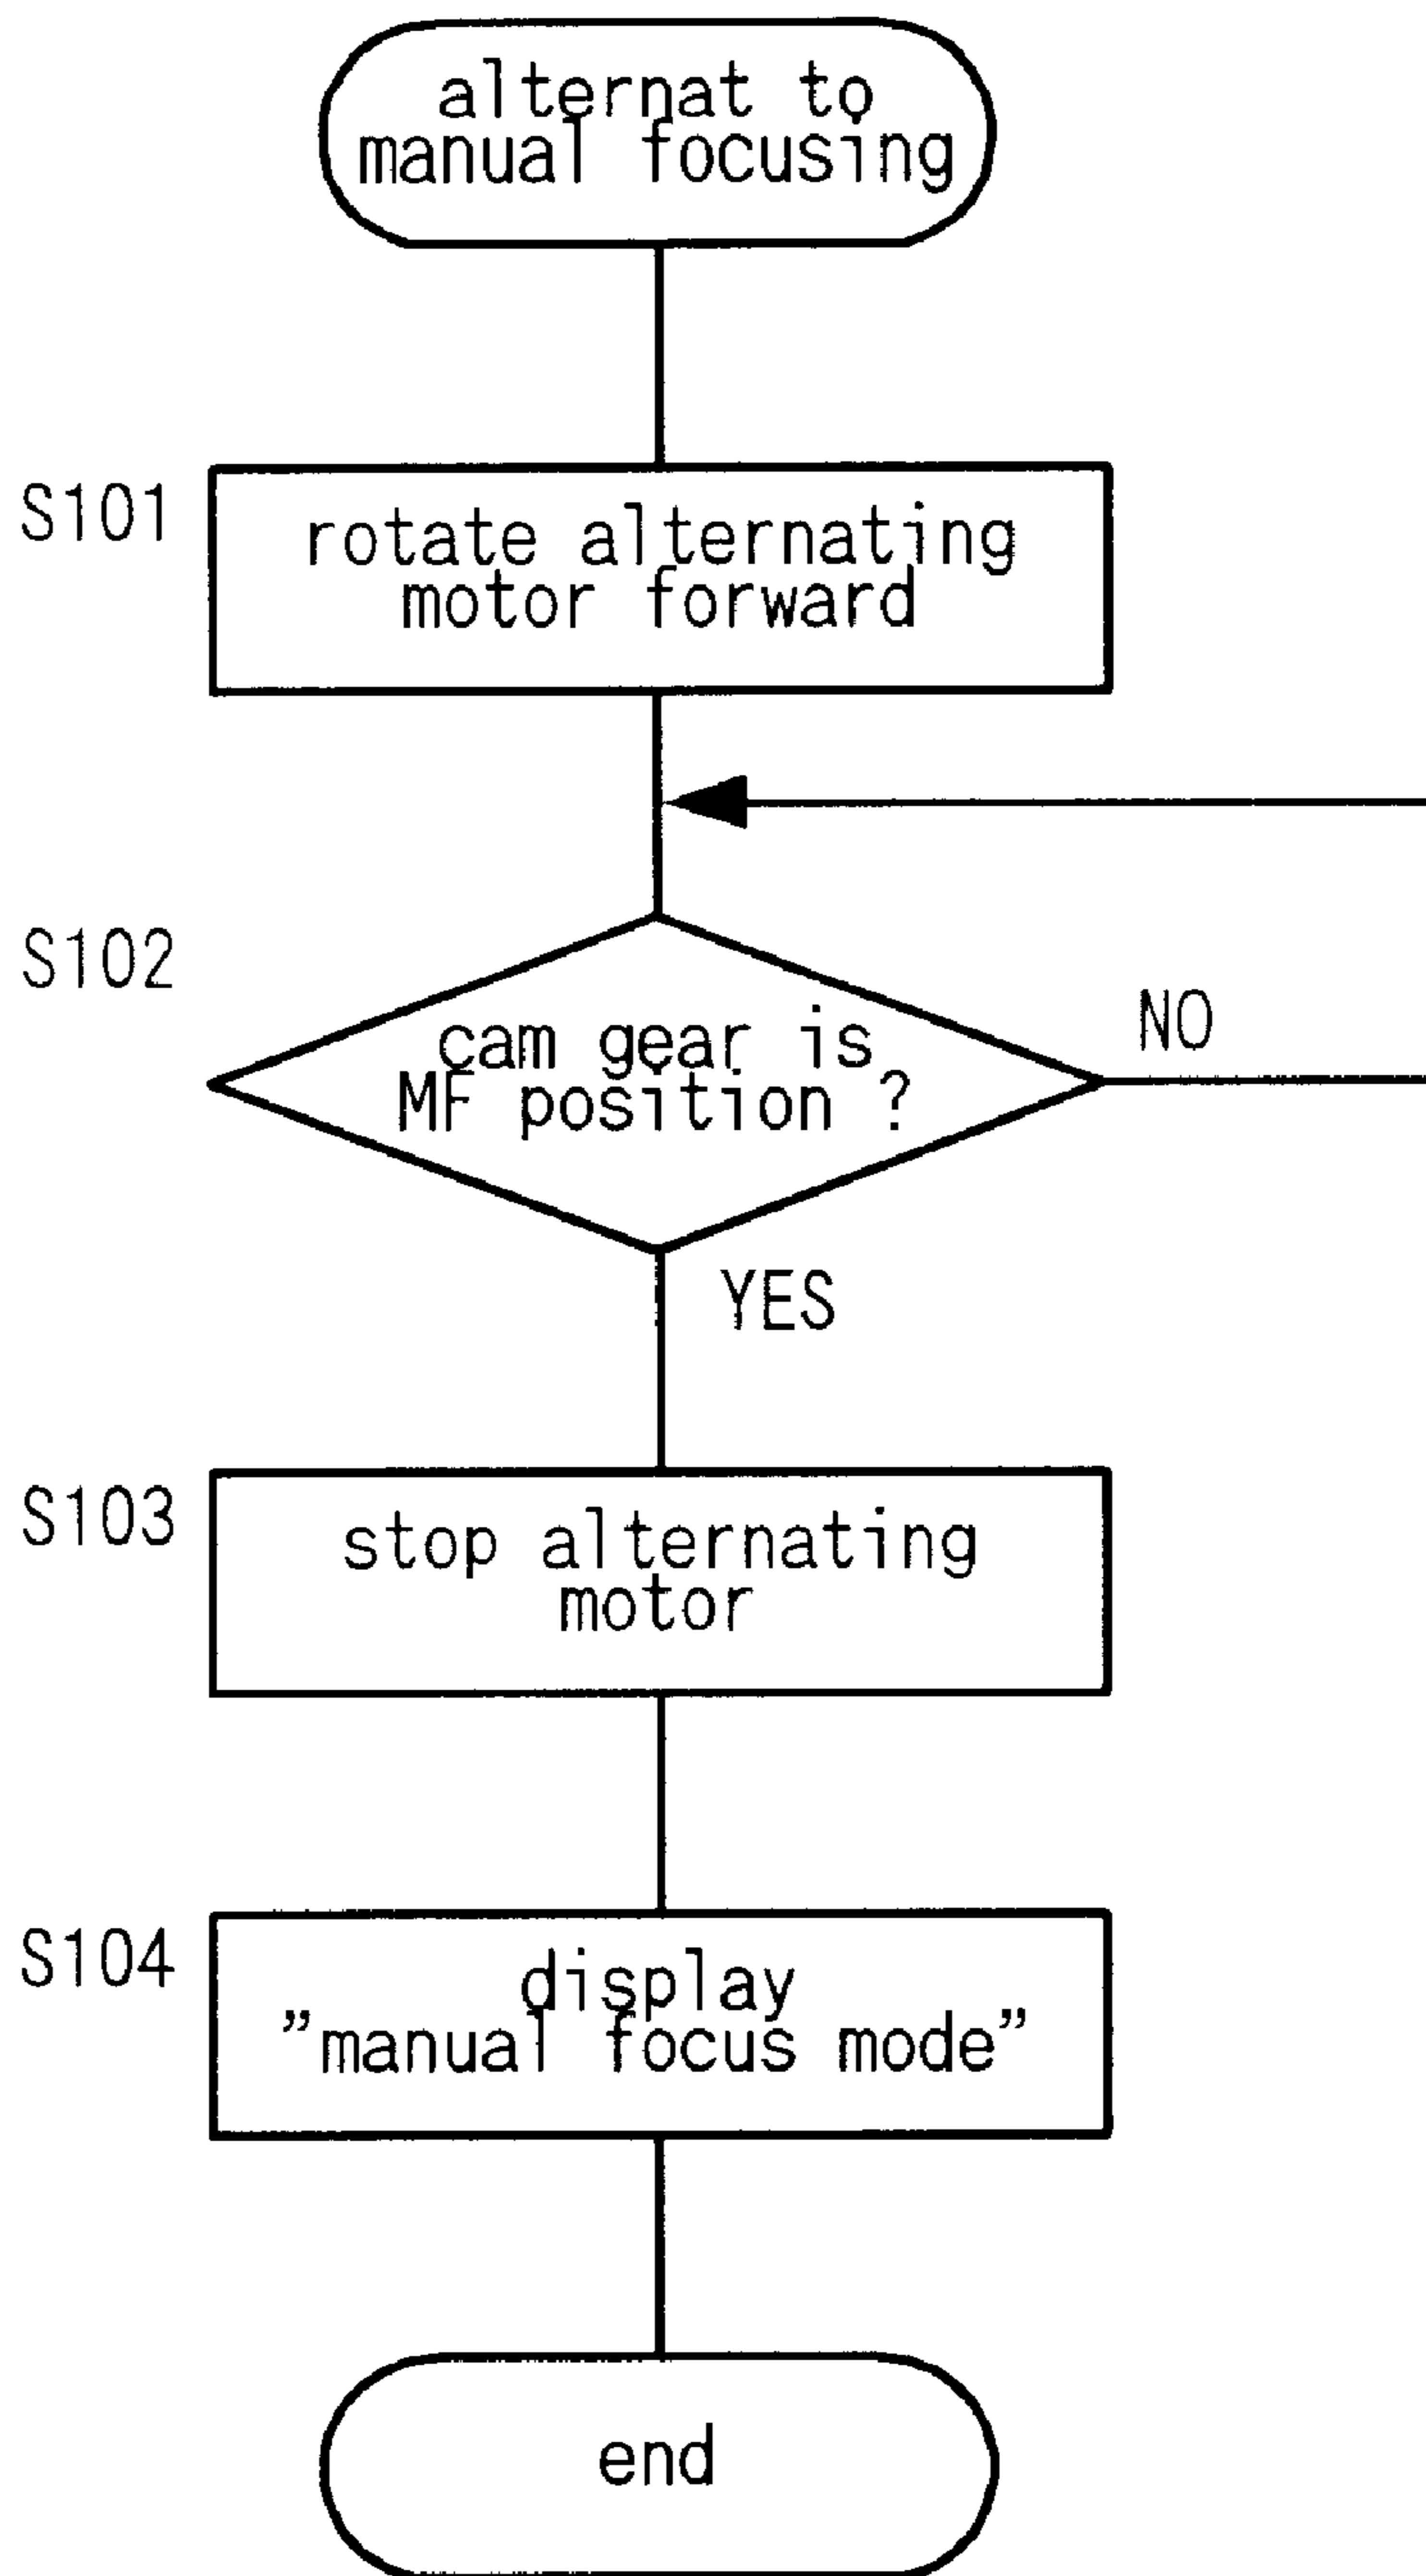 alternat to
manual focusing
S101
rotate alternating
motor forward
S102
cam gear is
MF position ?
NO
YES
S103
stop alternating
motor
S104
display
”manual focus mode”
end